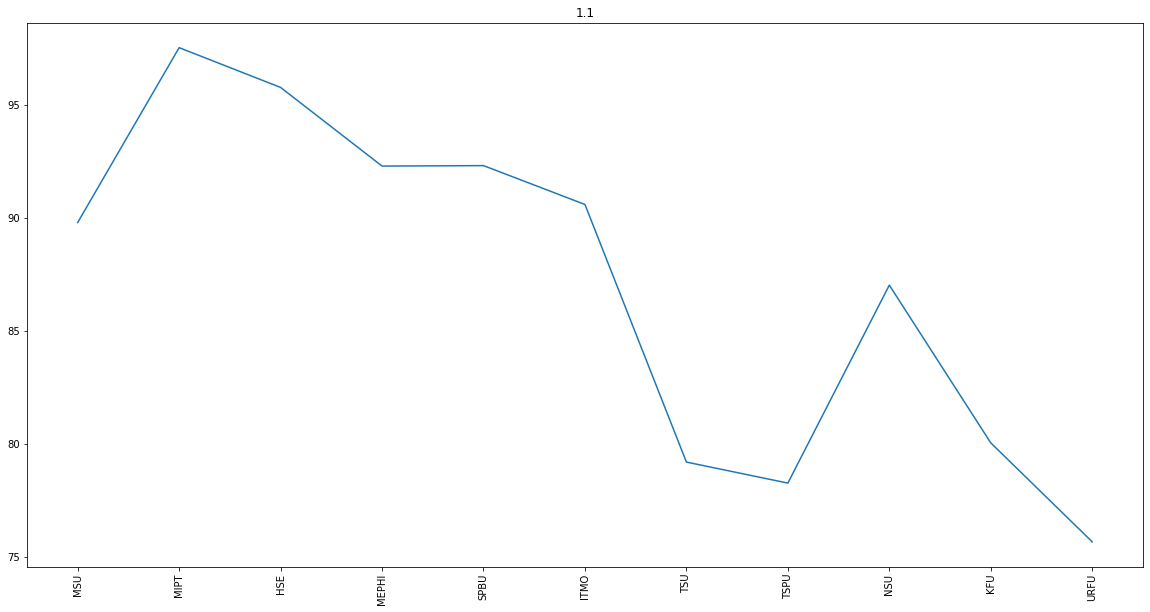 1.1
95
90
85
80
75
MSU
MIPT
HSE
MEPHI
SPBU
ITMO
TSU
TSPU
NSU
KFU
URFU